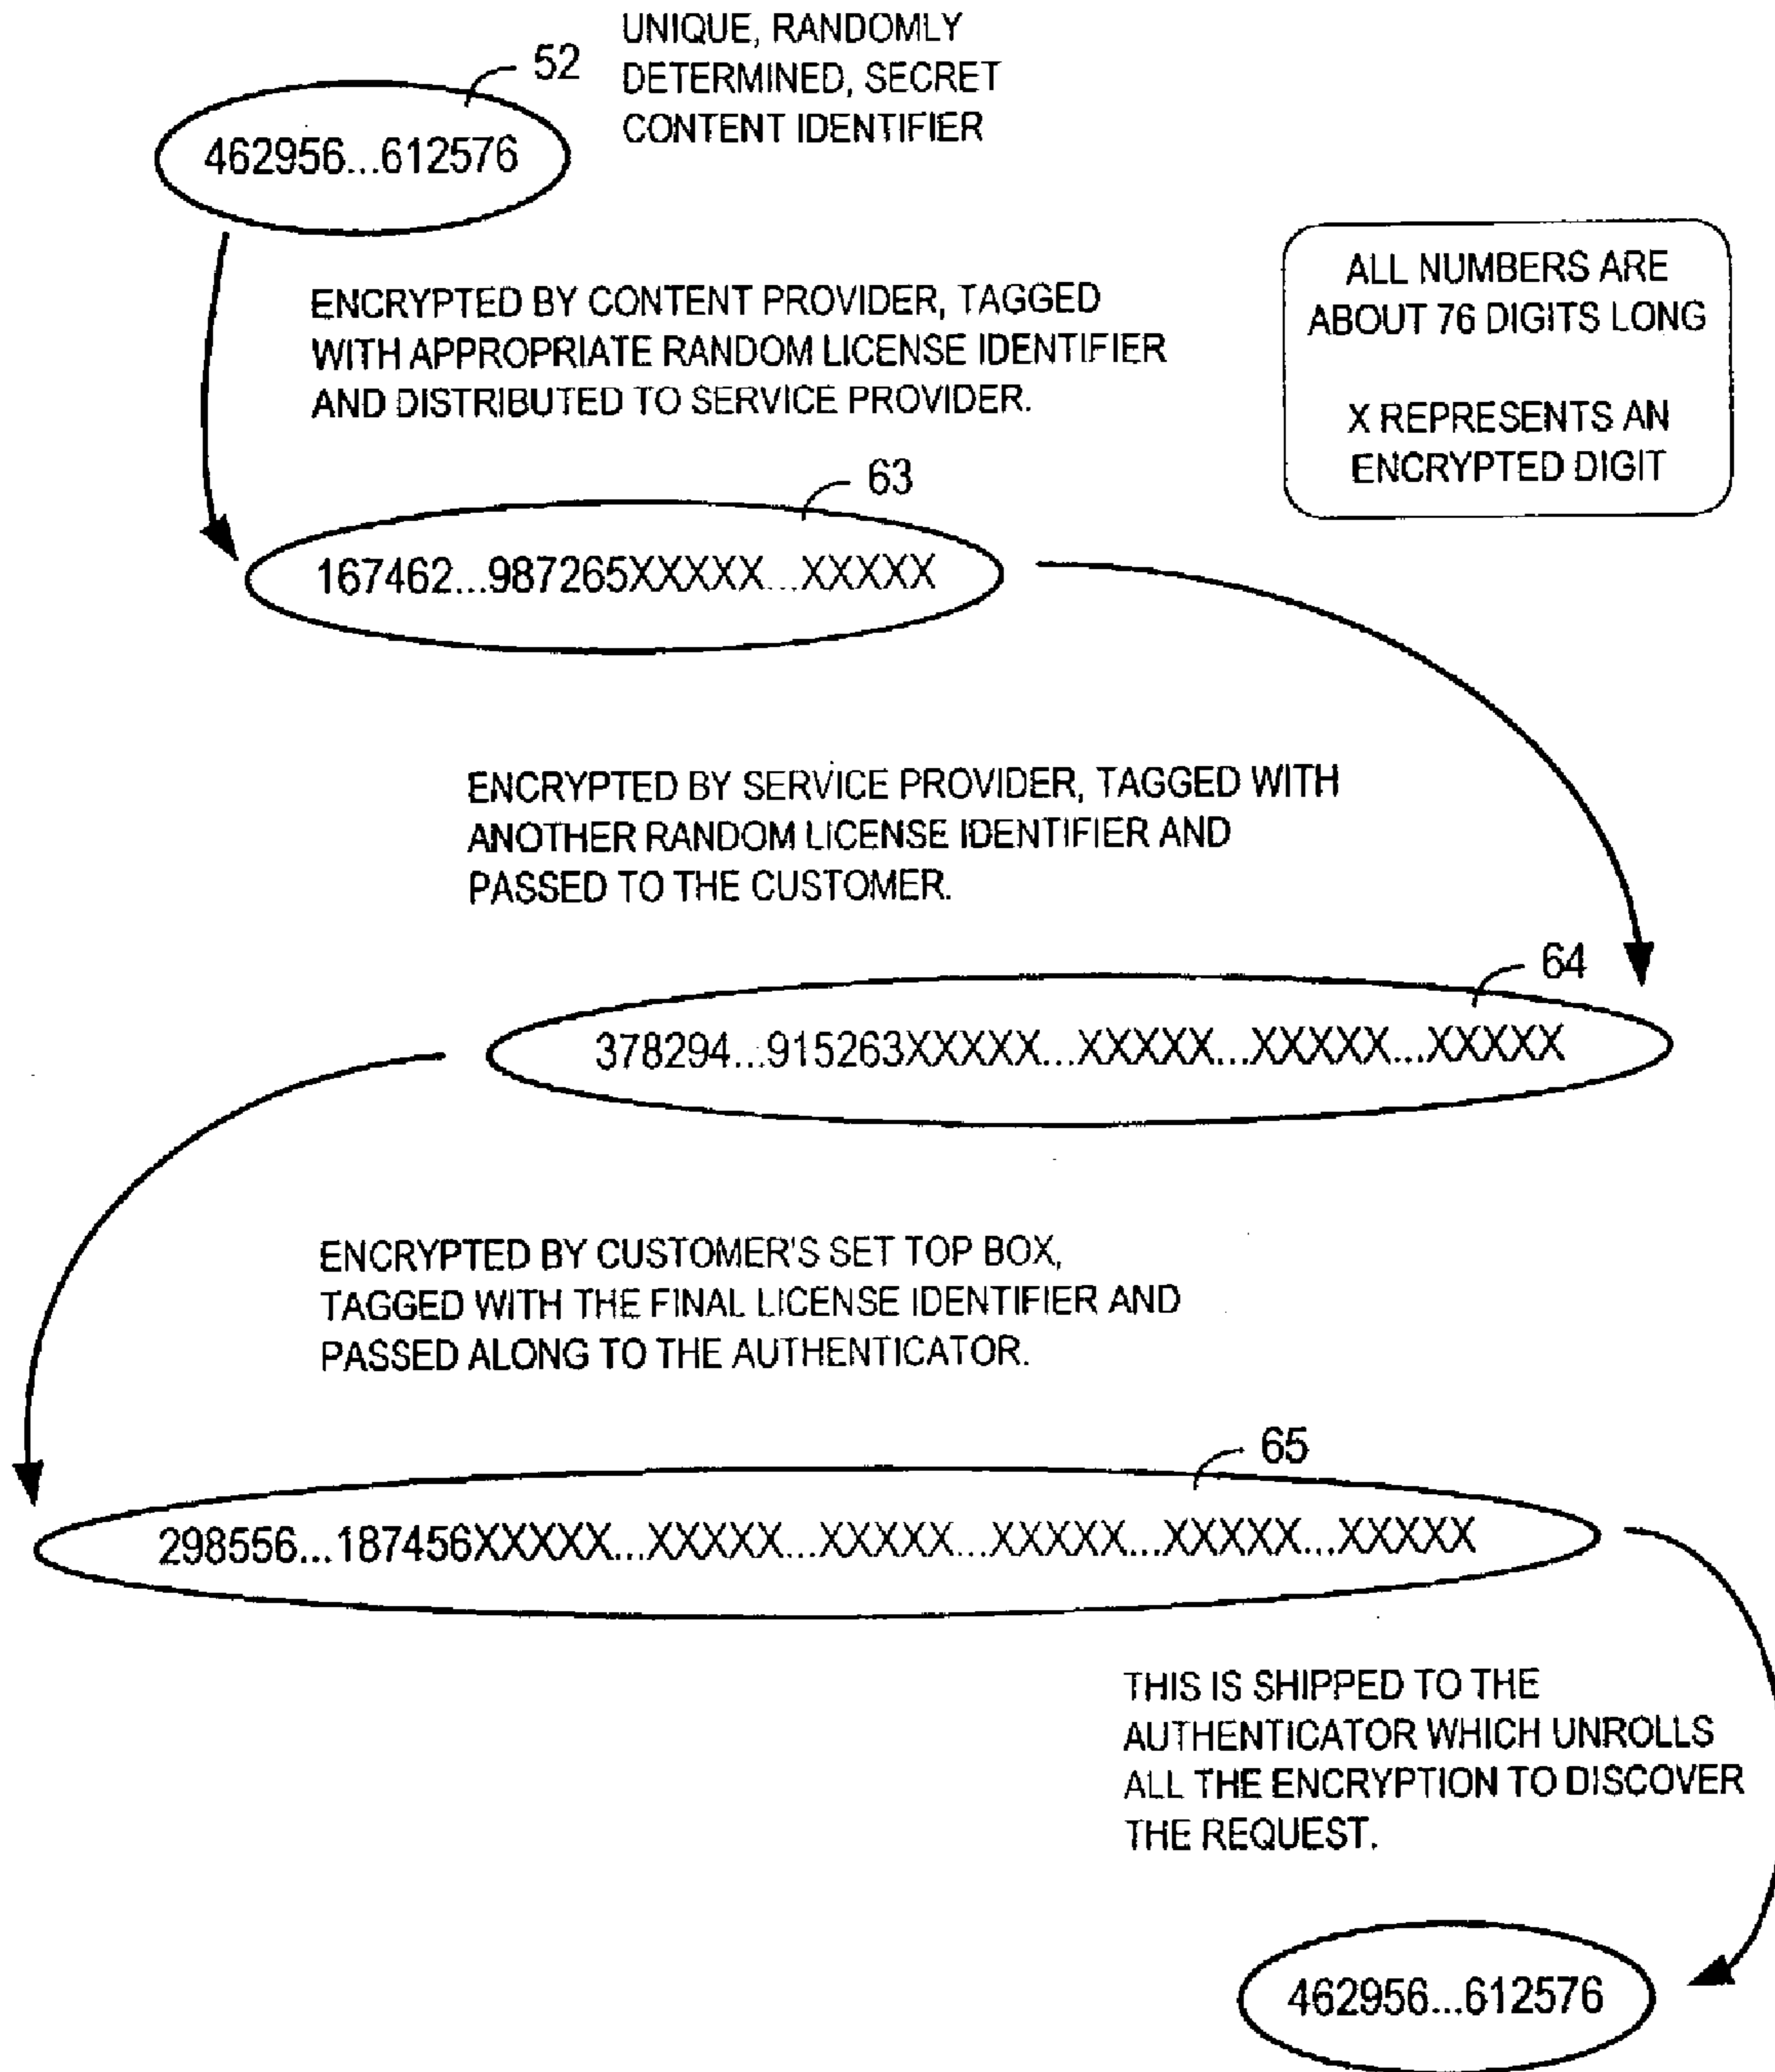 52
UNIQUE, RANDOMLY
DETERMINED, SECRET
CONTENT IDENTIFIER
462956...612576
ALL NUMBERS ARE
ABOUT 76 DIGITS LONG
X REPRESENTS AN
ENCRYPTED DIGIT
ENCRYPTED BY CONTENT PROVIDER, TAGGED
WITH APPROPRIATE RANDOM LICENSE IDENTIFIER
AND DISTRIBUTED TO SERVICE PROVIDER.
63
167462...987265XXXXX...XXXXX
ENCRYPTED BY SERVICE PROVIDER, TAGGED WITH
ANOTHER RANDOM LICENSE IDENTIFIER AND
PASSED TO THE CUSTOMER.
64
378294...915263XXXXX...XXXXX...XXXXX...XXXXX
ENCRYPTED BY CUSTOMER'S SET TOP BOX,
TAGGED WITH THE FINAL LICENSE IDENTIFIER AND
PASSED ALONG TO THE AUTHENTICATOR.
65
298556...187456XXXXX...XXXXX...XXXXX...XXXXX...XXXXX...XXXXX
THIS IS SHIPPED TO THE
AUTHENTICATOR WHICH UNROLLS
ALL THE ENCRYPTION TO DISCOVER
THE REQUEST.
462956...612576